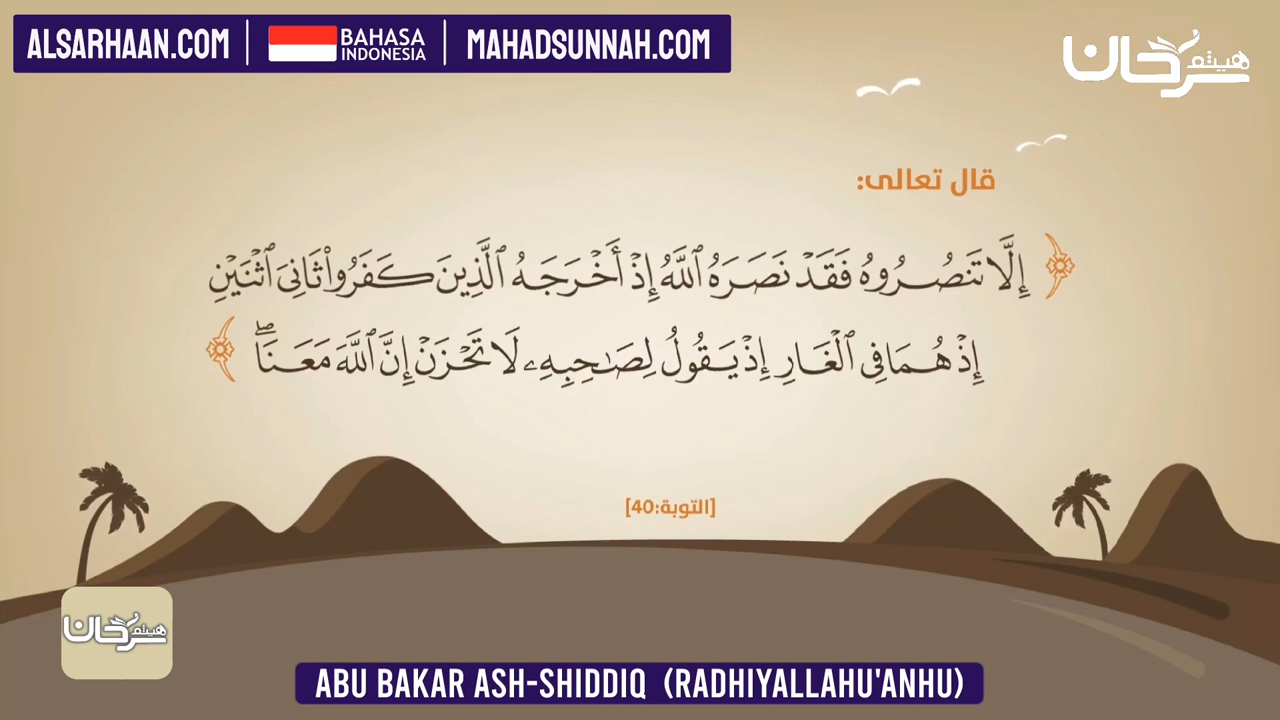 ALSARHAAN.COM | BAHASA INDONESIA | MAHADSUNNAH.COM
هيثم سرحان
قال تعالى:
﴿ إِلَّا تَنصُرُوهُ فَقَدْ نَصَرَهُ ٱللَّهُ إِذْ أَخْرَجَهُ ٱلَّذِينَ كَفَرُوا۟ ثَانِىَ ٱثْنَيْنِ
إِذْ هُمَا فِى ٱلْغَارِ إِذْ يَقُولُ لِصَـٰحِبِهِۦ لَا تَحْزَنْ إِنَّ ٱللَّهَ مَعَنَاۖ ﴾
[التوبة:40]
هيثم سرحان
ABU BAKAR ASH-SHIDDIQ (RADHIYALLAHU'ANHU)